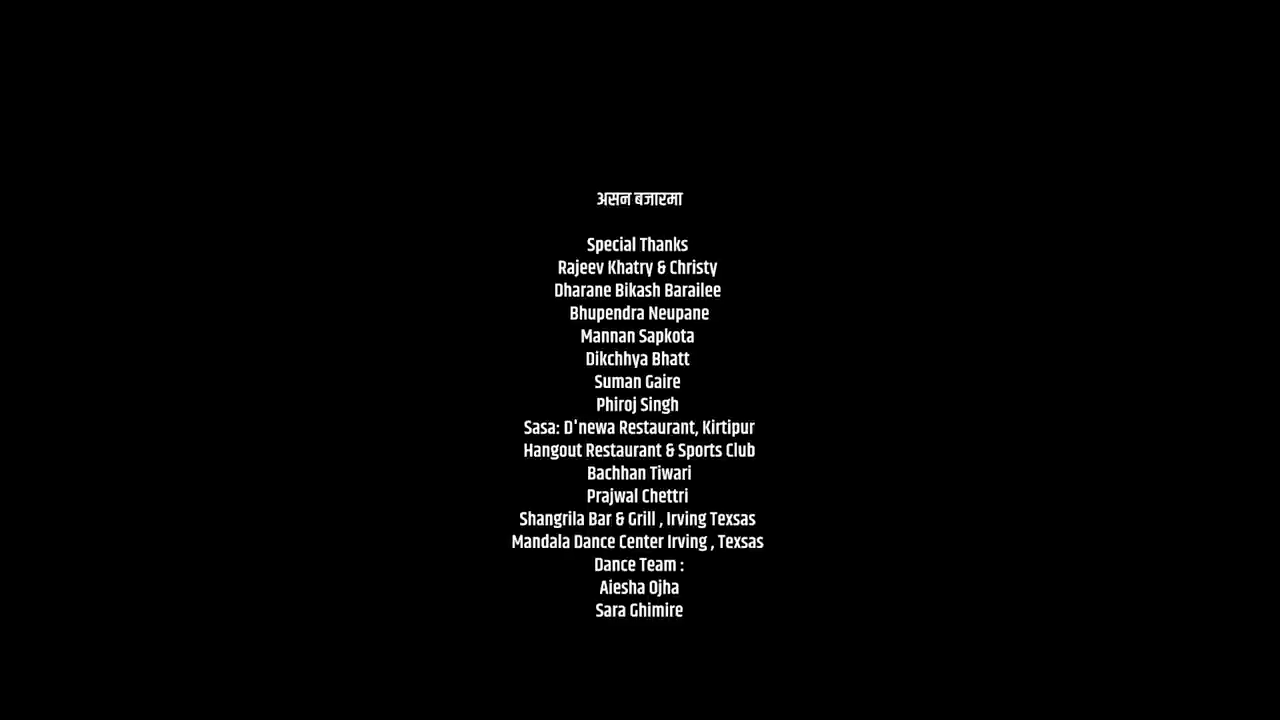 असन बजारमा
Special Thanks
Rajeev Khatry & Christy
Dharane Bikash Barailee
Bhupendra Neupane
Mannan Sapkota
Dikchhya Bhatt
Suman Gaire
Phiroj Singh
Sasa: D'newa Restaurant, Kirtipur
Hangout Restaurant & Sports Club
Bachhan Tiwari
Prajwal Chettri
Shangrila Bar & Grill , Irving Texsas
Mandala Dance Center Irving , Texsas
Dance Team :
Aiesha Ojha
Sara Ghimire